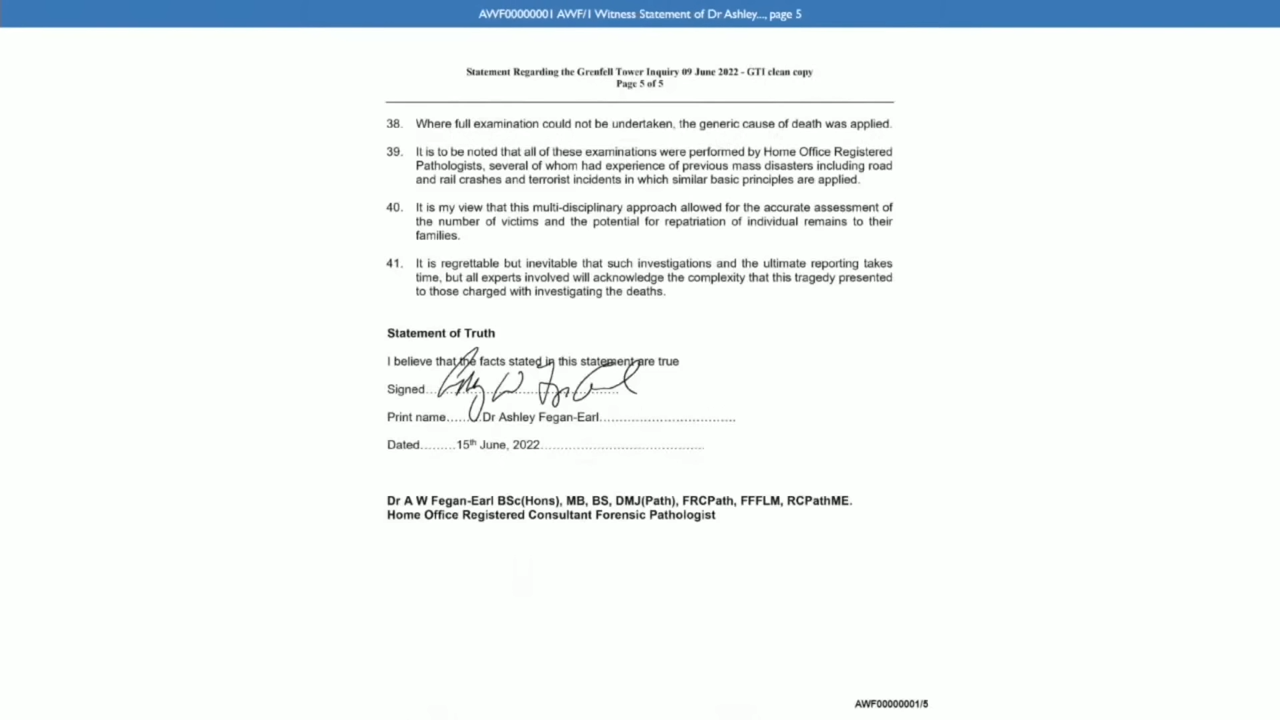 AWF00000001 AWF/1 Witness Statement of Dr Ashley..., page 5
Statement Regarding the Grenfell Tower Inquiry 09 June 2022 - GT1 clean copy
Page 5 of 5
38. Where full examination could not be undertaken, the generic cause of death was applied.
39. It is to be noted that all of these examinations were performed by Home Office Registered
Pathologists, several of whom had experience of previous mass disasters including road
and rail crashes and terrorist incidents in which similar basic principles are applied.
40. It is my view that this multi-disciplinary approach allowed for the accurate assessment of
the number of victims and the potential for repatriation of individual remains to their
families.
41. It is regrettable but inevitable that such investigations and the ultimate reporting takes
time, but all experts involved will acknowledge the complexity that this tragedy presented
to those charged with investigating the deaths.
Statement of Truth
I believe that the facts stated in this statement are true
Signed
Print name......Dr Ashley Fegan-Earl
Dated.........15th June, 2022
Dr A W Fegan-Earl BSc(Hons), MB, BS, DMJ(Path), FRCPath, FFFLM, RCPathME.
Home Office Registered Consultant Forensic Pathologist
AWF00000001/5